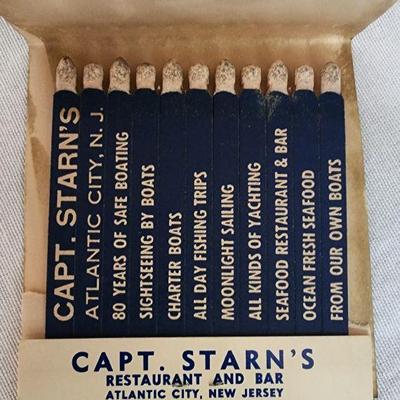 CAPT. STARN'S
ATLANTIC CITY, N. J.
80 YEARS OF SAFE BOATING
SIGHTSEEING BY BOATS
CHARTER BOATS
ALL DAY FISHING TRIPS
MOONLIGHT SAILING
ALL KINDS OF YACHTING
SEAFOOD RESTAURANT & BAR
OCEAN FRESH SEAFOOD
FROM OUR OWN BOATS
CAPT. STARN'S
RESTAURANT AND BAR
ATLANTIC CITY, NEW JERSEY